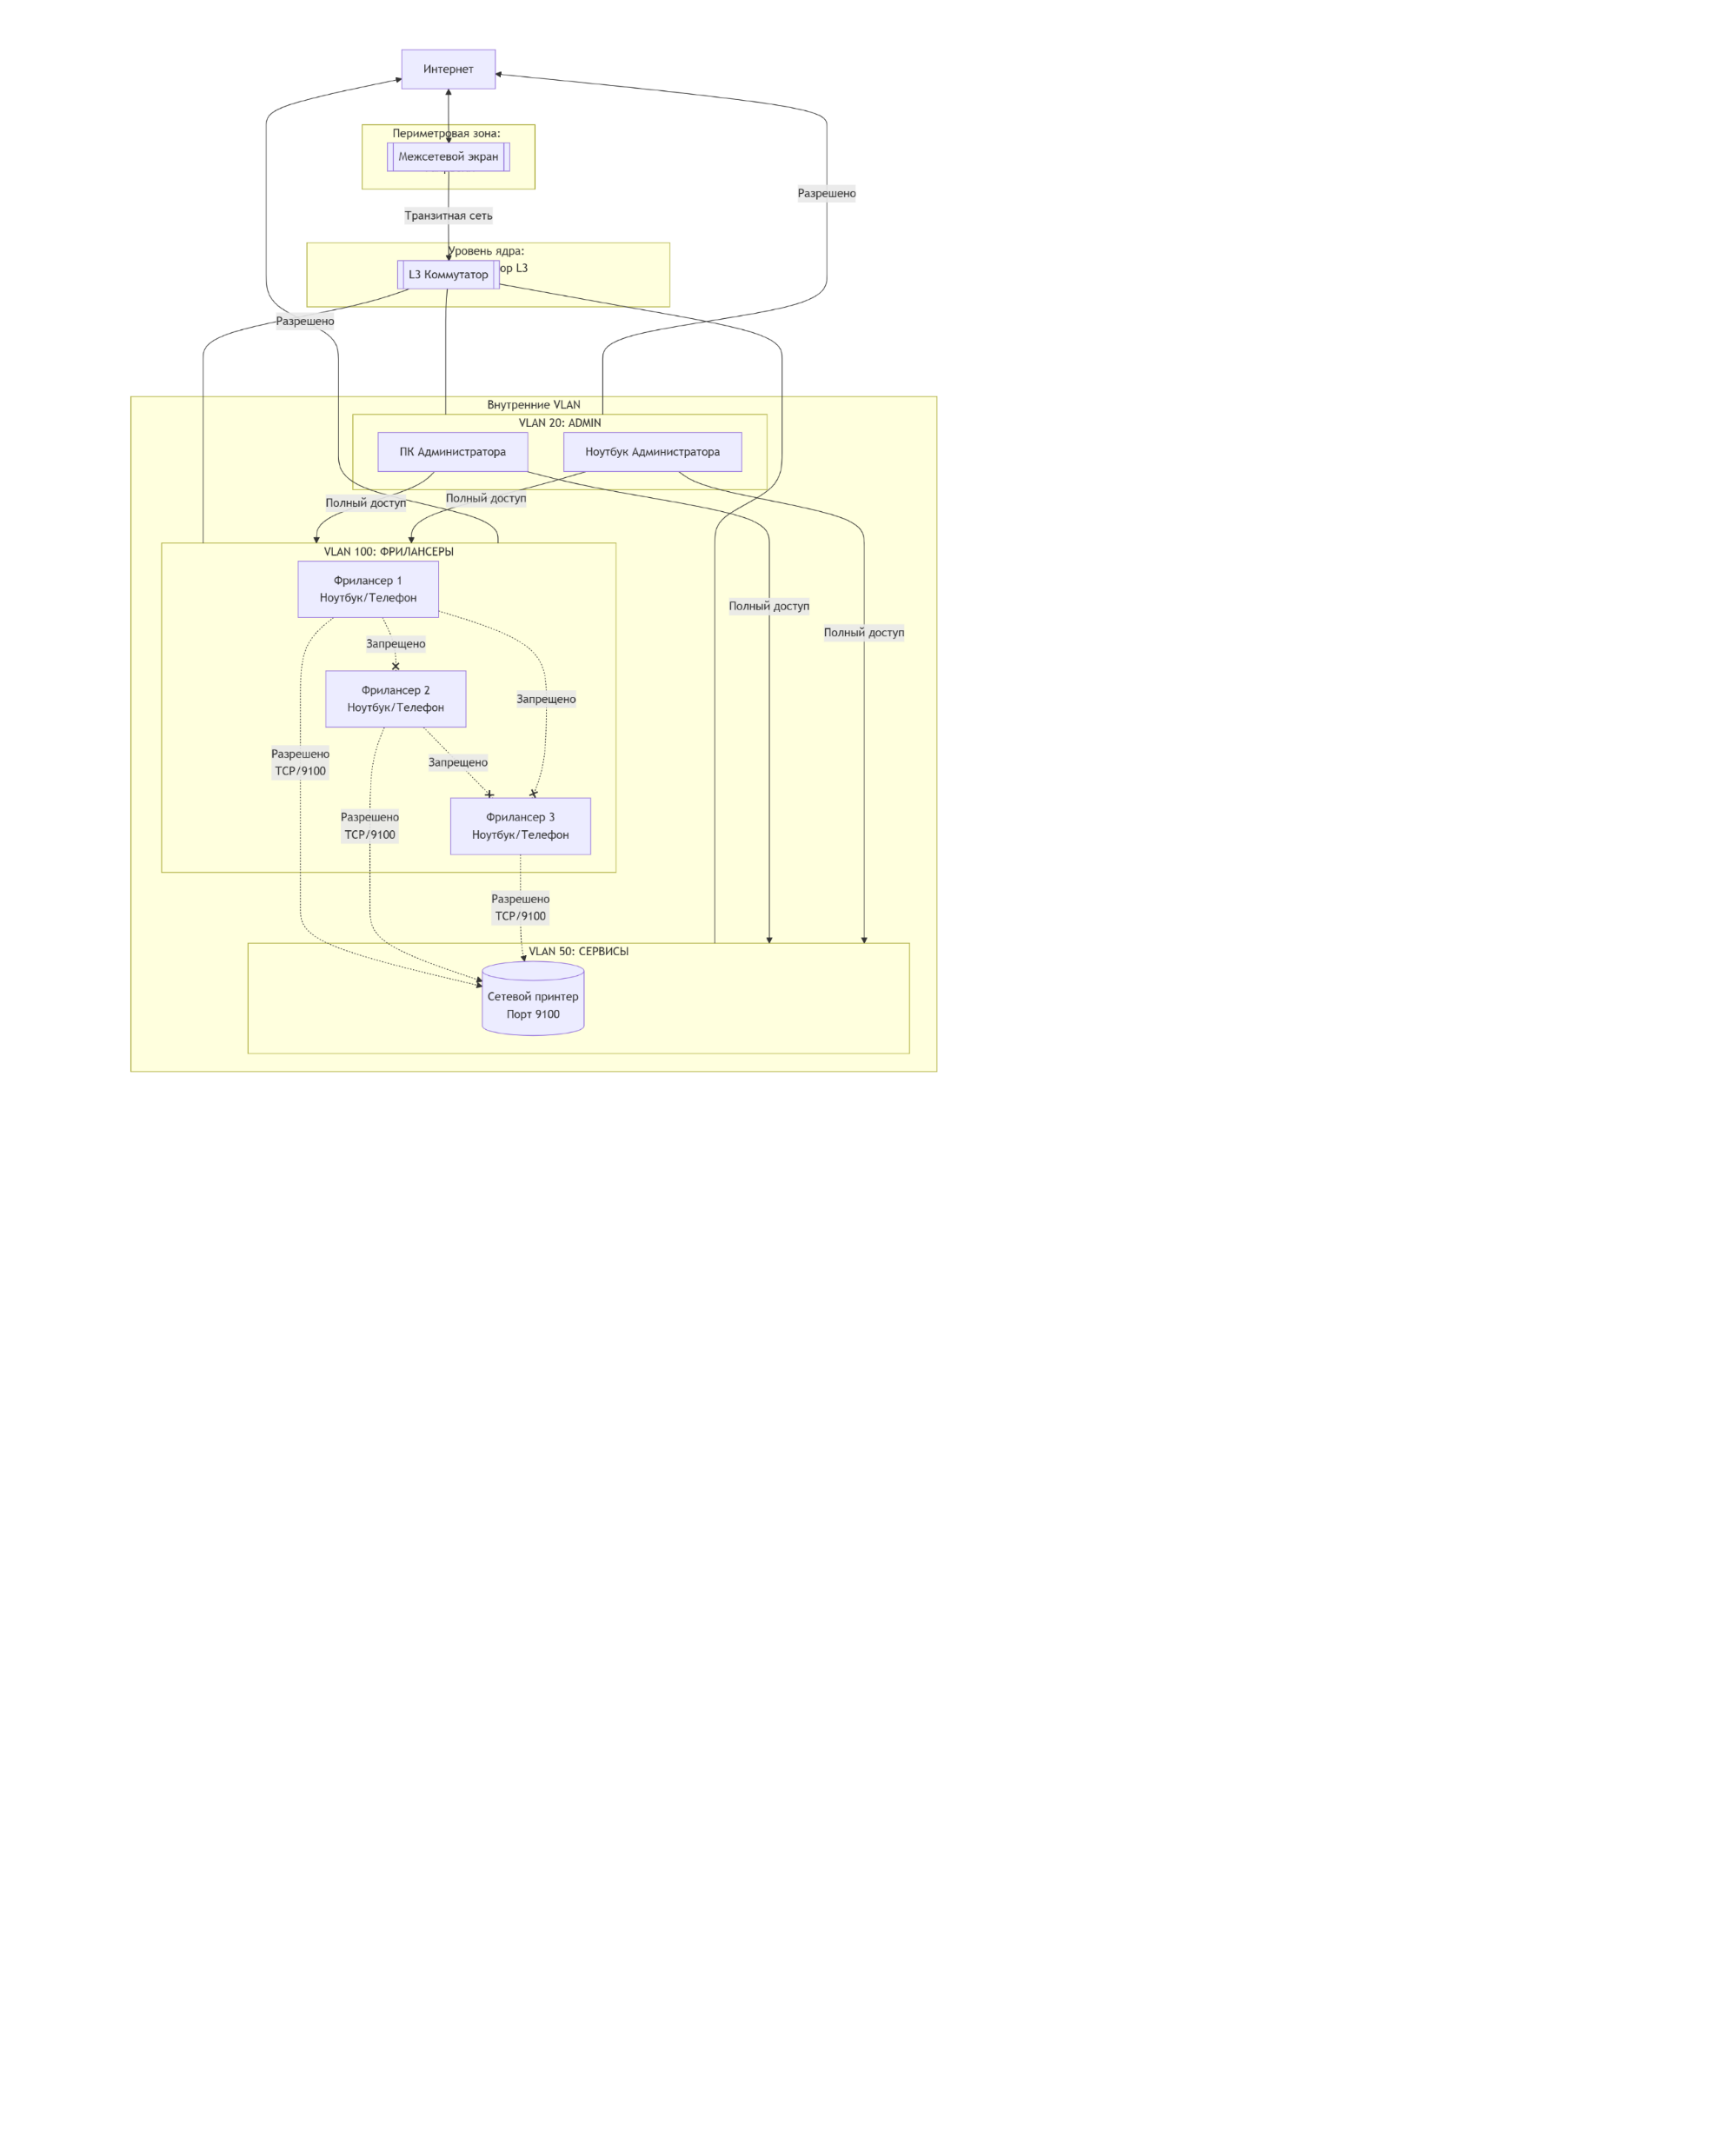 Интернет
Периметровая зона:
Межсетевой экран
Разрешено
Транзитная сеть
Уровень ядра:
ор L3
L3 Коммутатор
Разрешено
Внутренние VLAN
VLAN 20: ADMIN
ПК Администратора
Ноутбук Администратора
Полный доступ
Полный доступ
VLAN 100: ФРИЛАНСЕРЫ
Фрилансер 1
Ноутбук/Телефон
Полный доступ
Полный доступ
Запрещено
Фрилансер 2
Ноутбук/Телефон
Запрещено
Разрешено
TCP/9100
Запрещено
Разрешено
TCP/9100
Фрилансер 3
Ноутбук/Телефон
Разрешено
TCP/9100
VLAN 50: СЕРВИСЫ
Сетевой принтер
Порт 9100